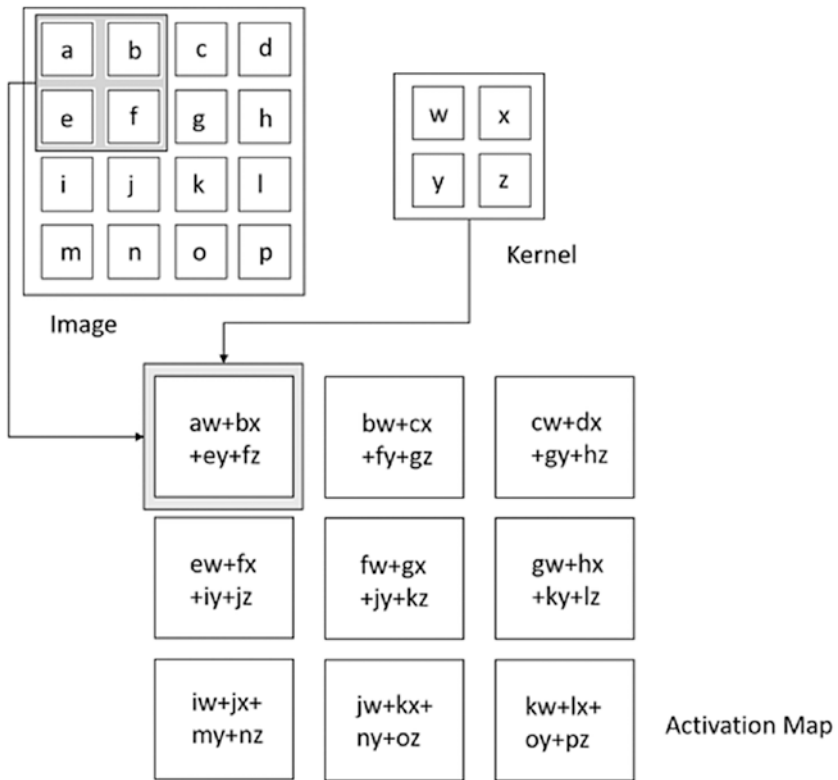 a b c d
e f g h
i j k l
m n o p
Image
w x
y z
Kernel
aw+bx
+ey+fz
bw+cx
+fy+gz
cw+dx
+gy+hz
ew+fx
+iy+jz
fw+gx
+jy+kz
gw+hx
+ky+lz
iw+jx+
my+nz
jw+kx+
ny+oz
kw+lx+
oy+pz
Activation Map